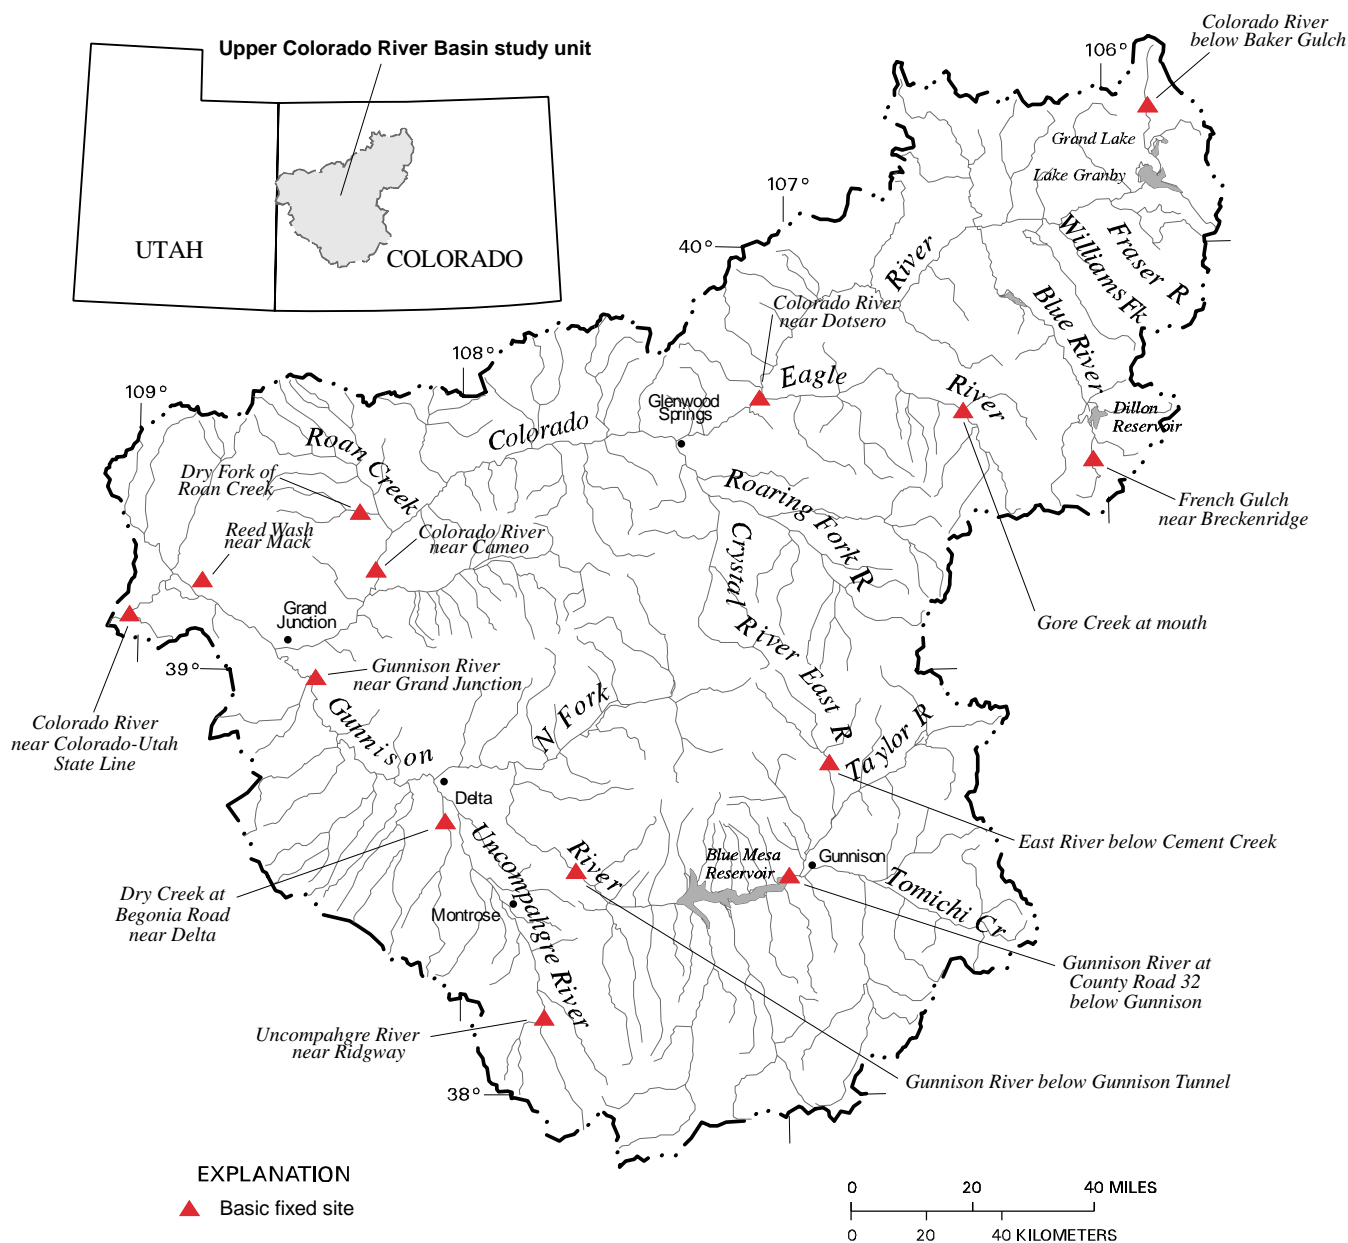 Upper Colorado River Basin study unit
UTAH
COLORADO
Colorado River
below Baker Gulch
106°
Grand Lake
Lake Granby
107°
40°
River
Fraser R
Williams Fk
Blue River
Colorado River
near Dotsero
108°
109°
Eagle
River
Glenwood
Springs
Dillon
Reservoir
Colorado
Roan Creek
Dry Fork of
Roan Creek
Roaring Fork R
French Gulch
near Breckenridge
Reed Wash
near Mack
Colorado River
near Cameo
Crystal River
Grand
Junction
Gore Creek at mouth
39°
Gunnison River
near Grand Junction
East R
Colorado River
near Colorado-Utah
State Line
Gunnison
N Fork
Taylor R
Delta
Uncompahgre River
River
East River below Cement Creek
Blue Mesa
Reservoir
Gunnison
Tomichi Cr
Dry Creek at
Begonia Road
near Delta
Montrose
Gunnison River at
County Road 32
below Gunnison
Uncompahgre River
near Ridgway
Gunnison River below Gunnison Tunnel
38°
EXPLANATION
Basic fixed site
0 20 40 MILES
0 20 40 KILOMETERS